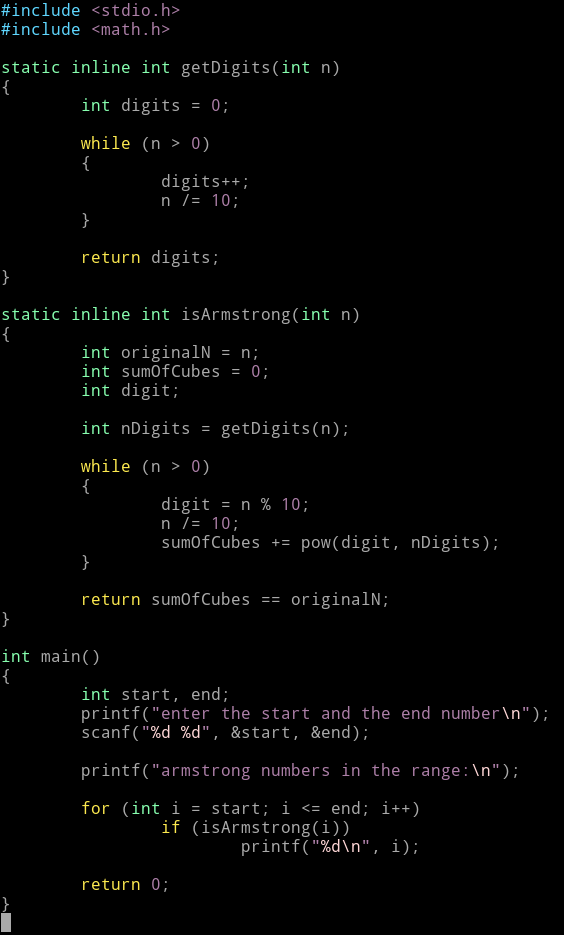 #include <stdio.h>
#include <math.h>

static inline int getDigits(int n)
{
        int digits = 0;

        while (n > 0)
        {
                digits++;
                n /= 10;
        }

        return digits;
}

static inline int isArmstrong(int n)
{
        int originalN = n;
        int sumOfCubes = 0;
        int digit;

        int nDigits = getDigits(n);

        while (n > 0)
        {
                digit = n % 10;
                n /= 10;
                sumOfCubes += pow(digit, nDigits);
        }

        return sumOfCubes == originalN;
}

int main()
{
        int start, end;
        printf("enter the start and the end number\n");
        scanf("%d %d", &start, &end);

        printf("armstrong numbers in the range:\n");

        for (int i = start; i <= end; i++)
                if (isArmstrong(i))
                        printf("%d\n", i);

        return 0;
}